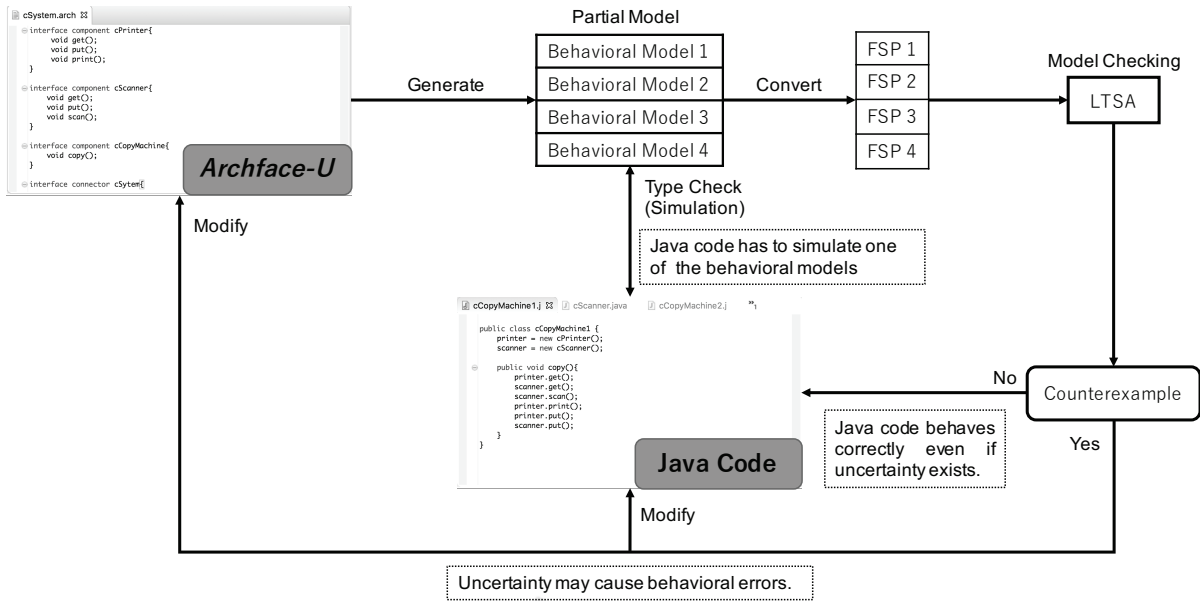 cSystem.arch
interface component cPrinter{
void get();
void put();
void print();
}
interface component cScanner{
void get();
void put();
void scan();
}
interface component cCopyMachine{
void copy();
}
interface connector cSytem{
Archface-U
Generate
Partial Model
Behavioral Model 1
Behavioral Model 2
Behavioral Model 3
Behavioral Model 4
Convert
FSP 1
FSP 2
FSP 3
FSP 4
Model Checking
LTSA
Modify
Type Check
(Simulation)
Java code has to simulate one
of the behavioral models
cCopyMachine1.j cScanner.java cCopyMachine2.j »1
public class cCopyMachine1 {
printer = new cPrinter();
scanner = new cScanner();
public void copy(){
printer.get();
scanner.get();
scanner.scan();
printer.print();
printer.put();
scanner.put();
}
}
Java Code
No
Counterexample
Java code behaves
correctly even if
uncertainty exists.
Yes
Modify
Uncertainty may cause behavioral errors.